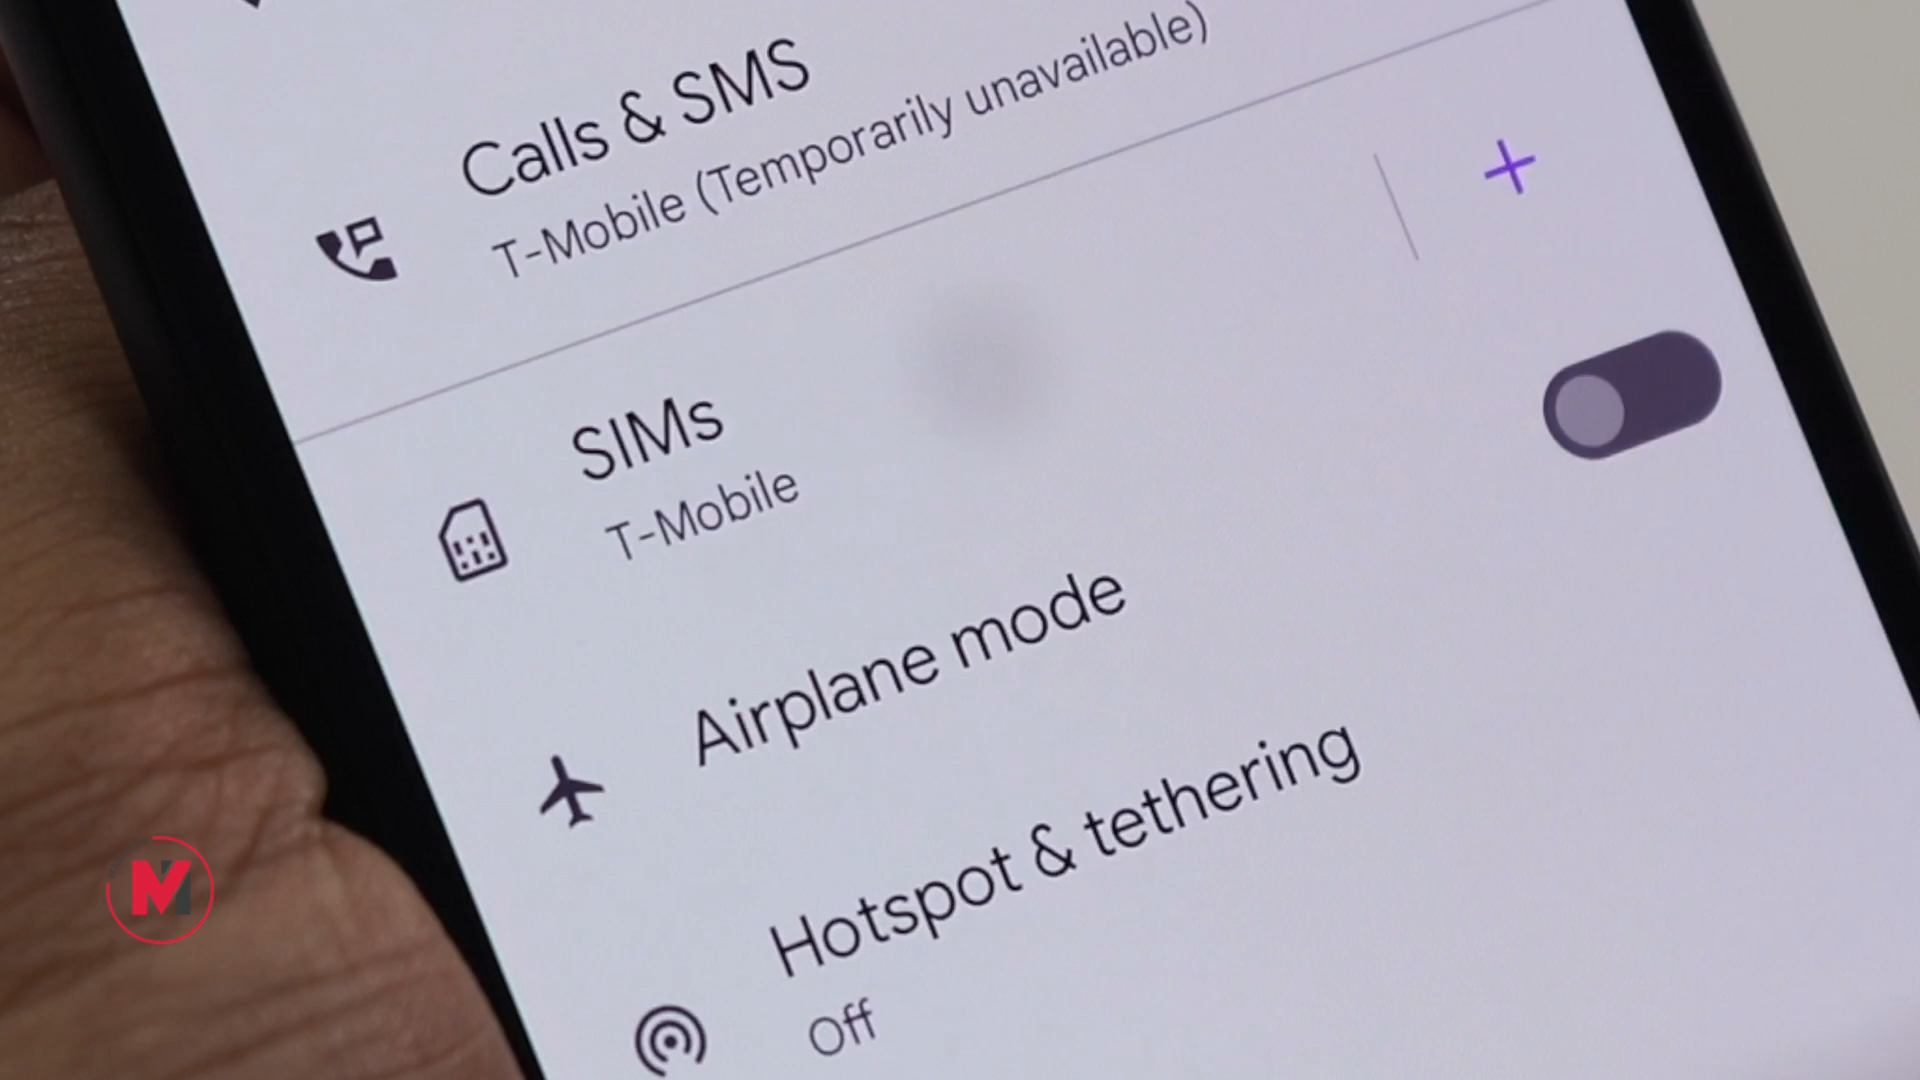 Calls & SMS
T-Mobile (Temporarily unavailable)
SIMs
T-Mobile
Airplane mode
Hotspot & tethering
Off
M